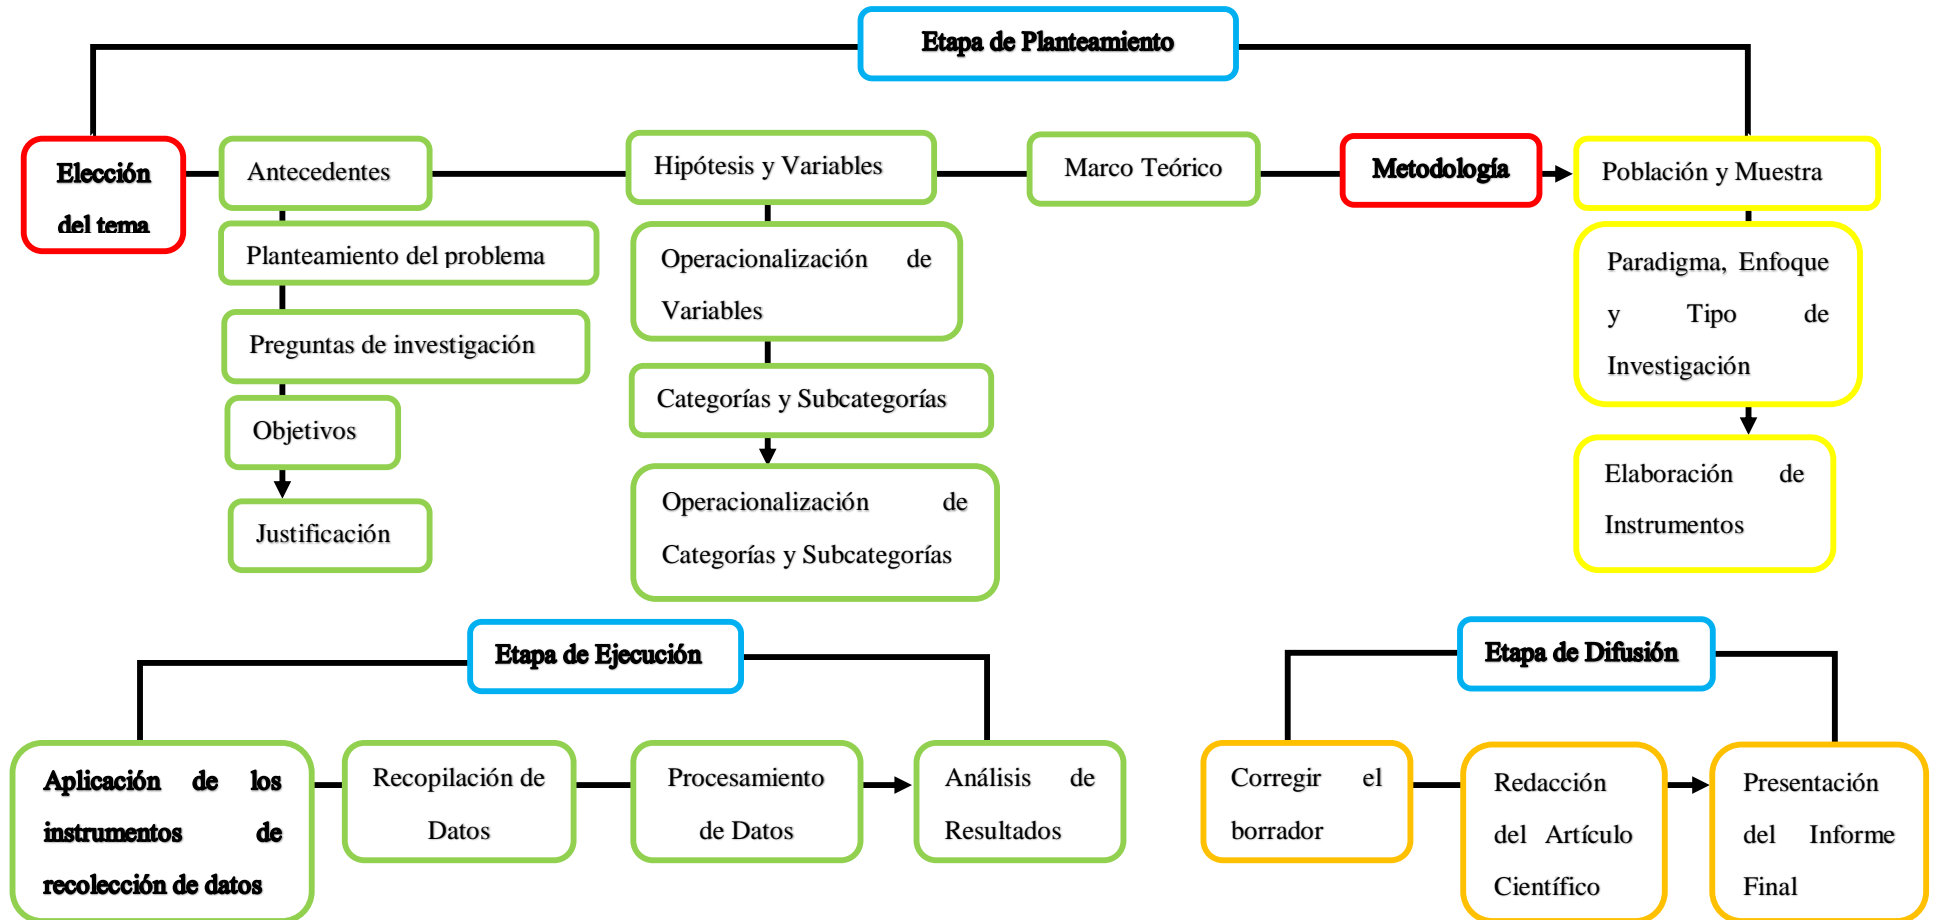 Etapa de Planteamiento
Elección
del tema
Antecedentes
Hipótesis y Variables
Marco Teórico
Metodología
Población y Muestra
Planteamiento del problema
Preguntas de investigación
Objetivos
Justificación
Operacionalización de
Variables
Categorías y Subcategorías
Operacionalización de
Categorías y Subcategorías
Paradigma, Enfoque
y Tipo de
Investigación
Elaboración de
Instrumentos
Etapa de Ejecución
Aplicación de los
instrumentos de
recolección de datos
Recopilación de
Datos
Procesamiento
de Datos
Análisis de
Resultados
Etapa de Difusión
Corregir el
borrador
Redacción
del Artículo
Científico
Presentación
del Informe
Final